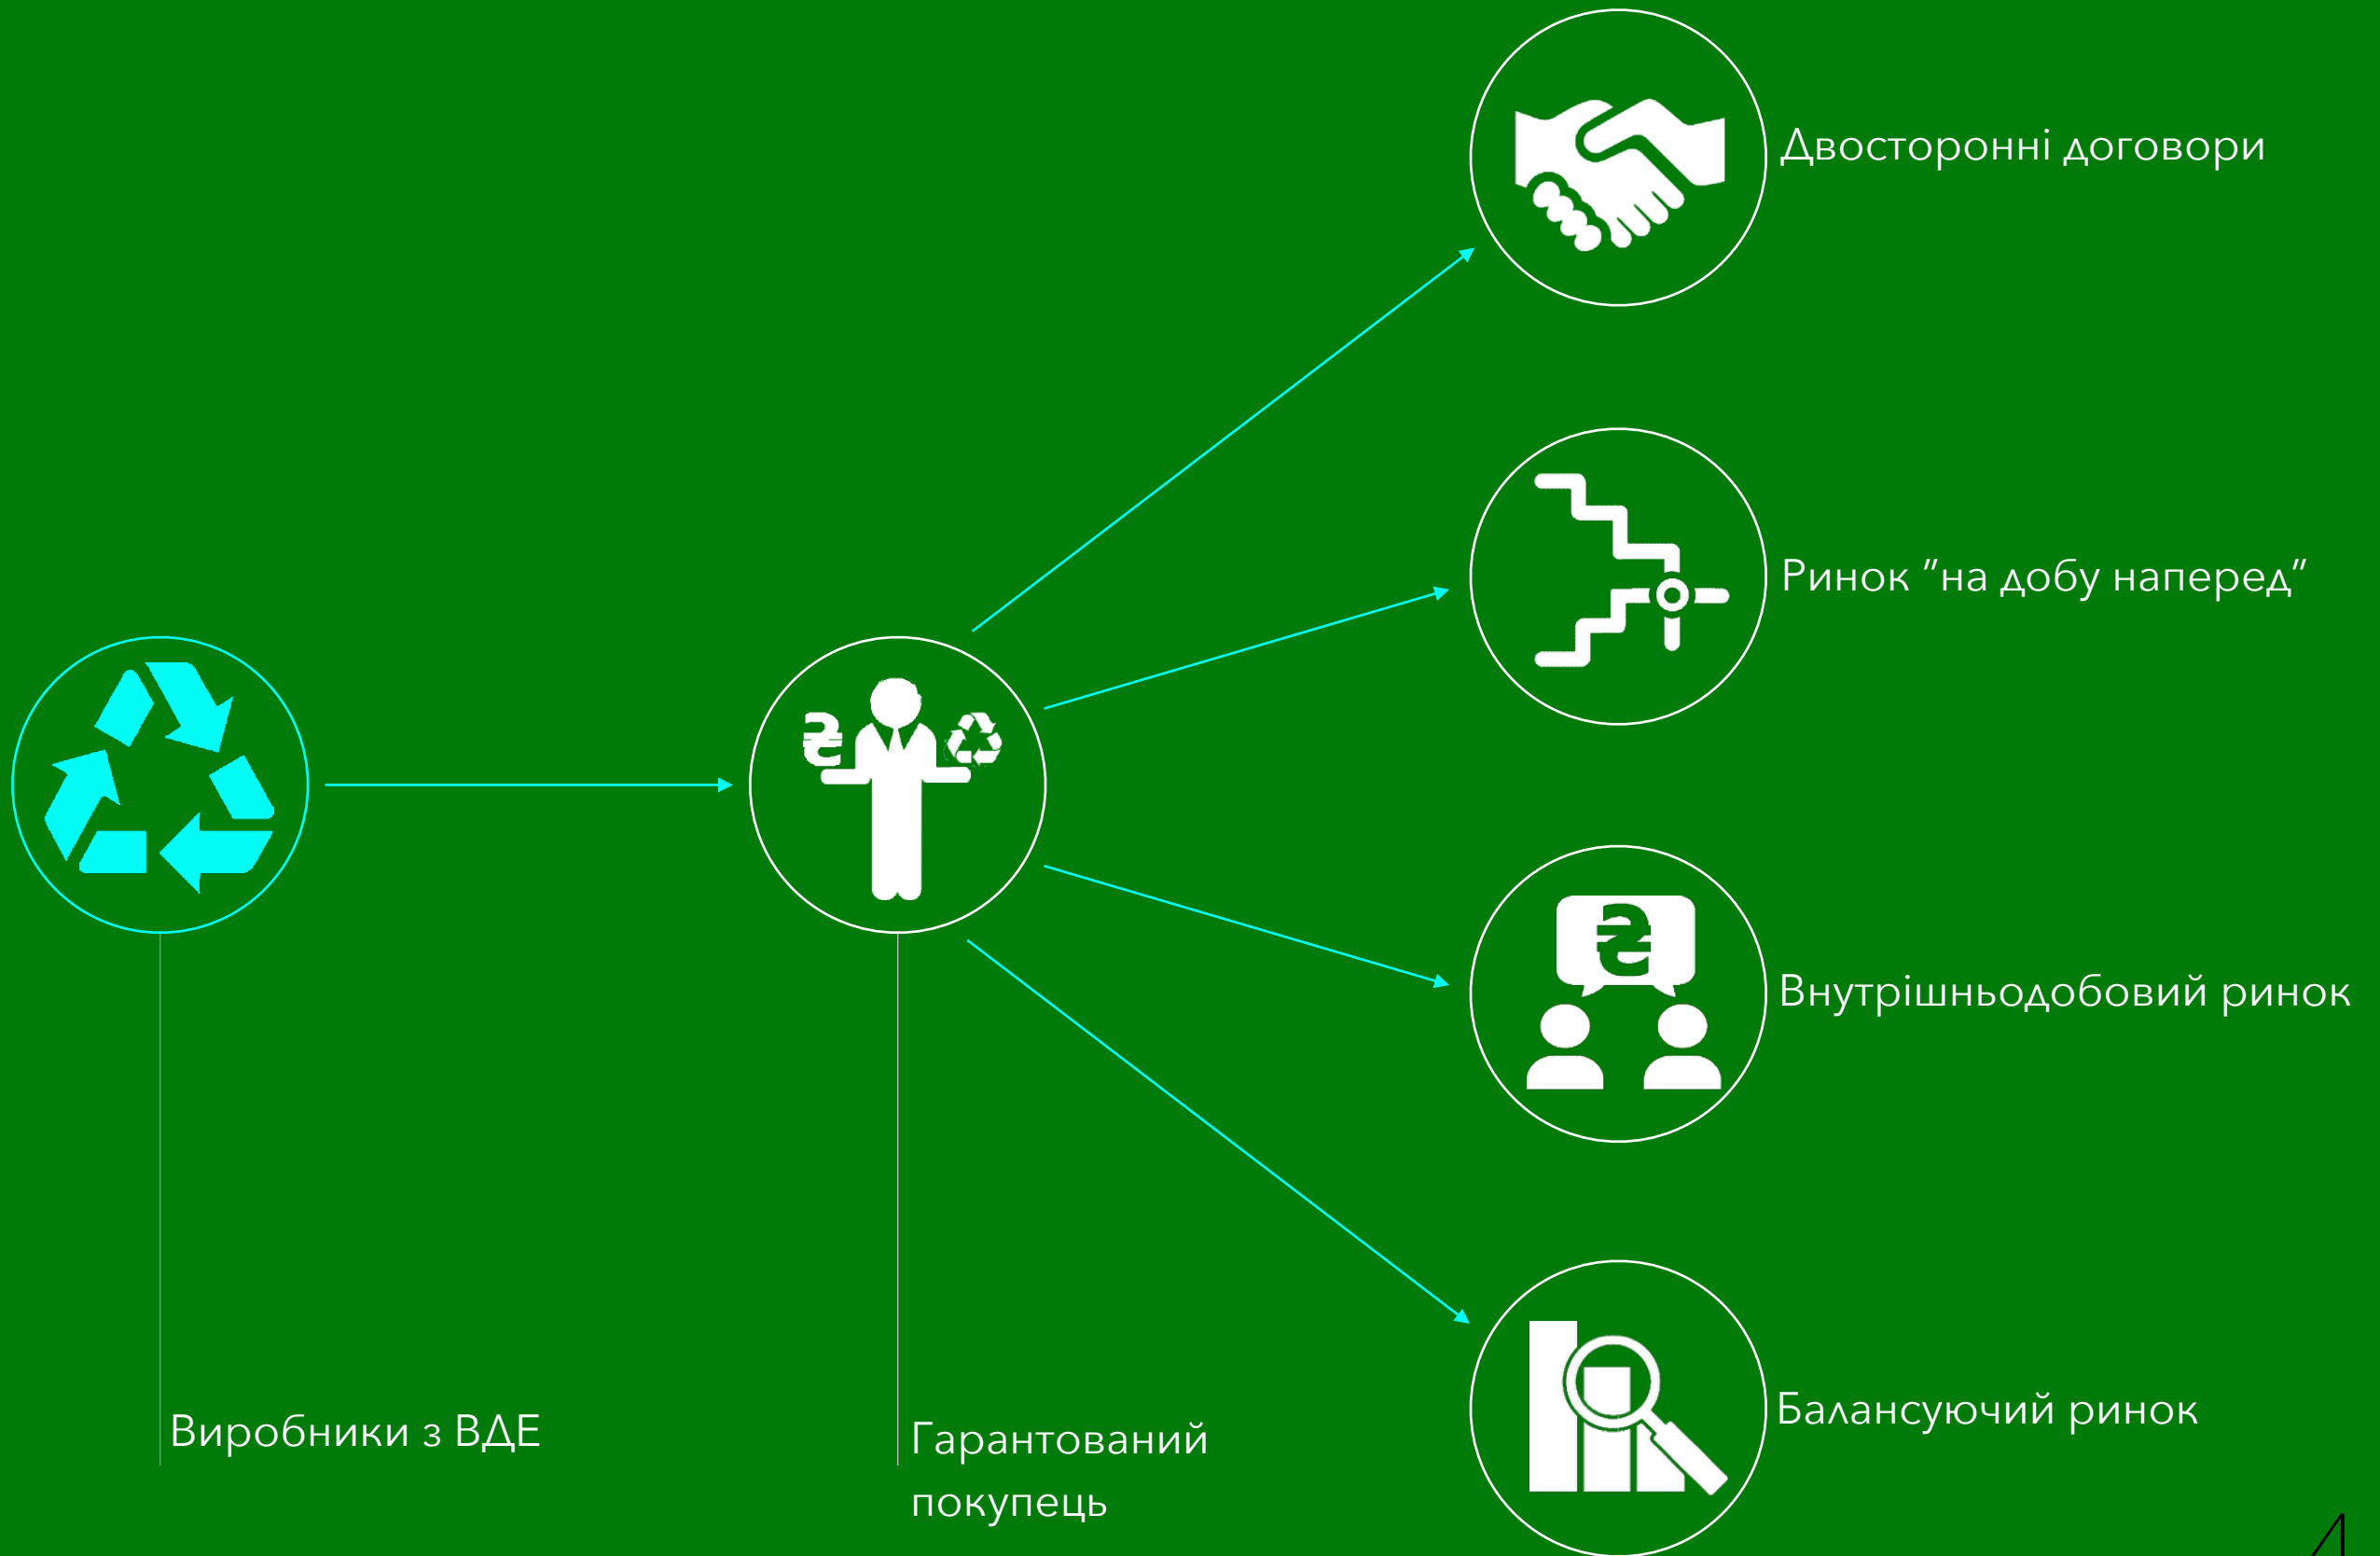 Двосторонні договори
Ринок "на добу наперед"
Внутрішньодобовий ринок
Балансуючий ринок
Виробники з ВДЕ
Гарантований
покупець